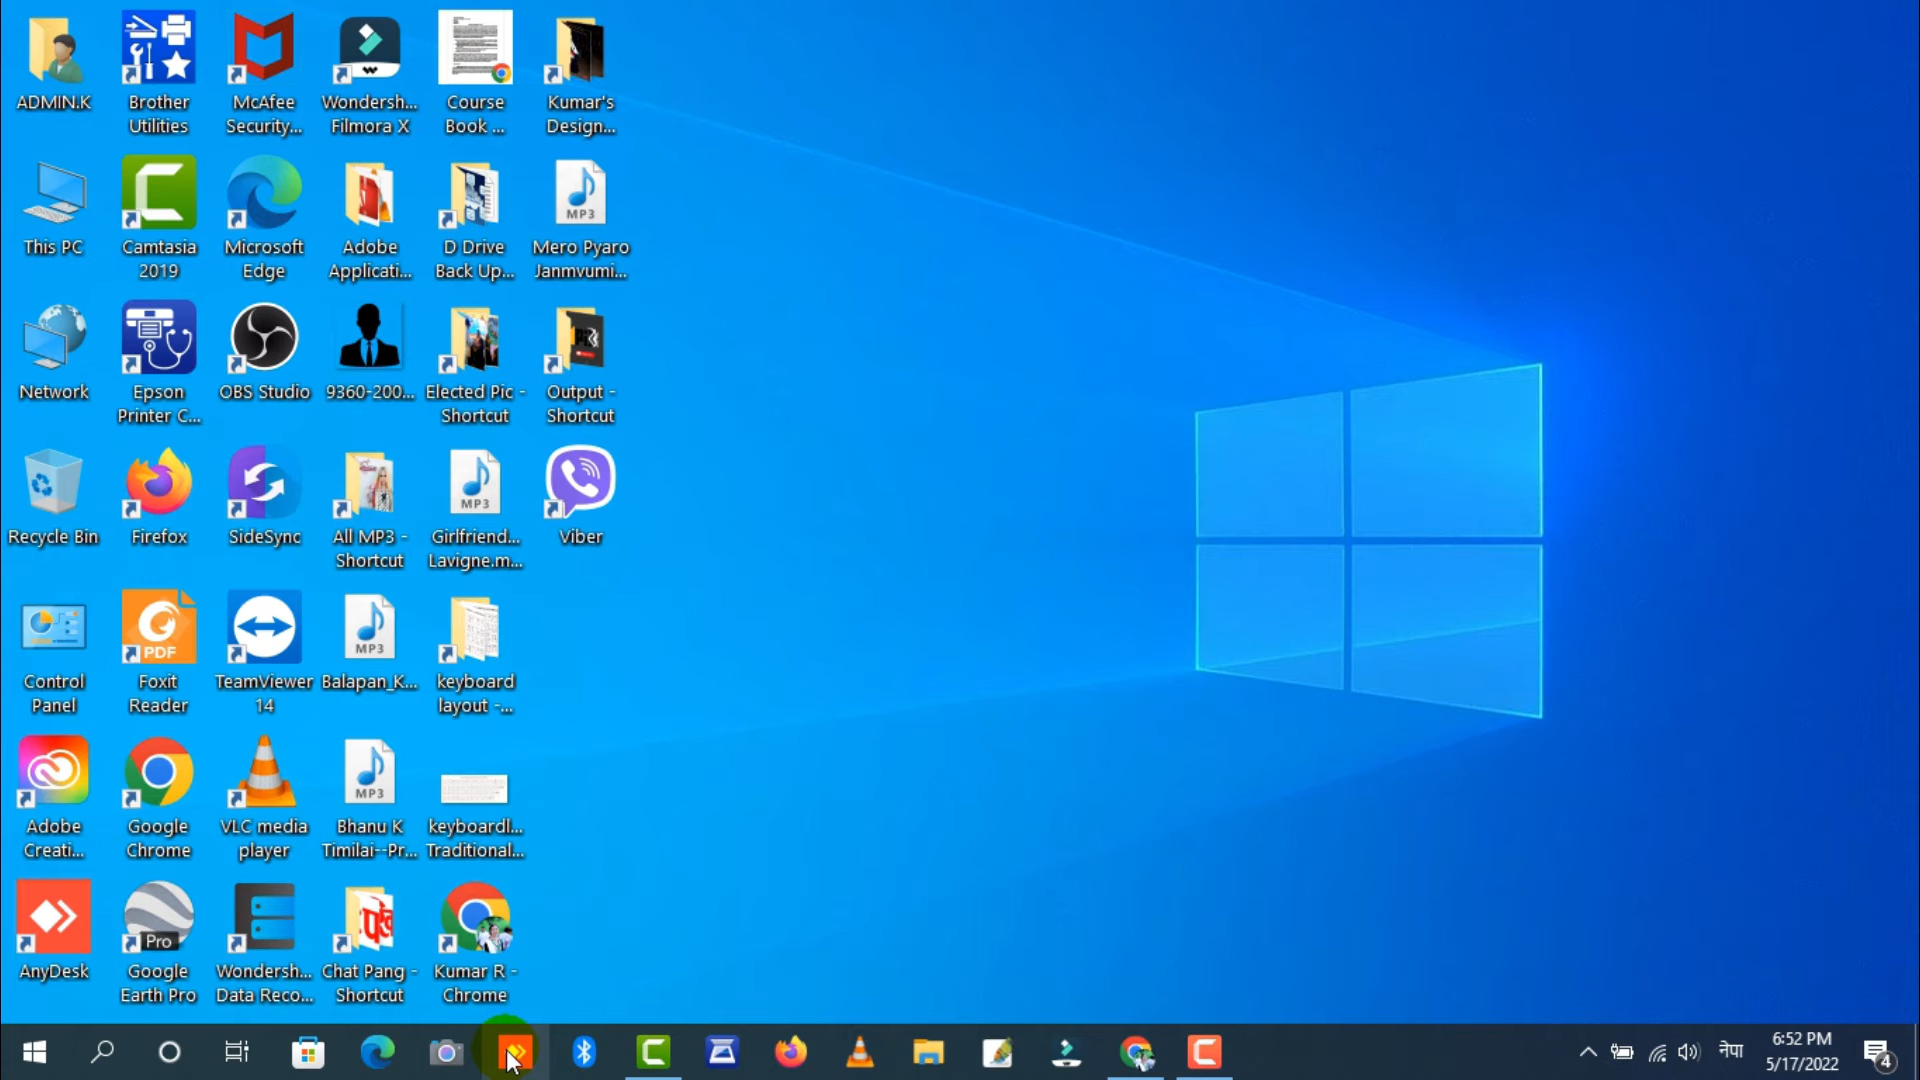 ADMIN.K
Brother
Utilities
McAfee
Security...
Wondersh...
Filmora X
Course
Book ...
Kumar's
Design...
This PC
Camtasia
2019
Microsoft
Edge
Adobe
Applicati...
D Drive
Back Up...
MP3
Mero Pyaro
Janmvumi...
Network
Epson
Printer C...
OBS Studio
9360-200...
Elected Pic -
Shortcut
Output -
Shortcut
Recycle Bin
Firefox
SideSync
All MP3 -
Shortcut
MP3
Girlfriend...
Lavigne.m...
Viber
Control
Panel
PDF
Foxit
Reader
TeamViewer
14
MP3
Balapan_K...
keyboard
layout -...
Adobe
Creati...
Google
Chrome
VLC media
player
MP3
Bhanu K
Timilai--Pr...
keyboardl...
Traditional...
AnyDesk
Pro
Google
Earth Pro
Wondersh...
Data Reco...
Chat Pang -
Shortcut
Kumar R -
Chrome
नेपा
6:52 PM
5/17/2022
4